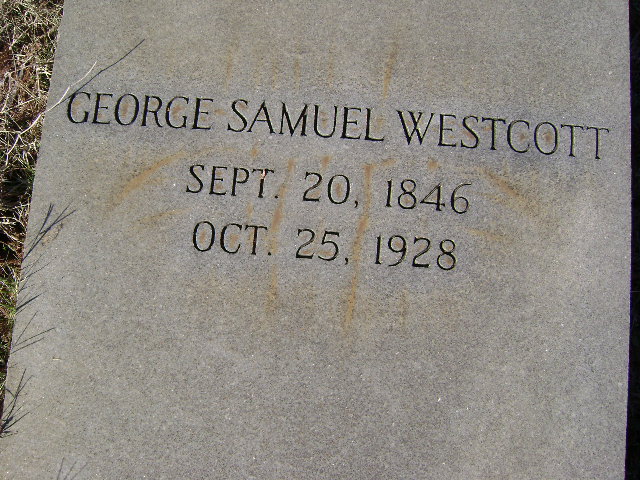 GEORGE SAMUEL WESTCOTT
SEPT. 20, 1846
OCT. 25, 1928